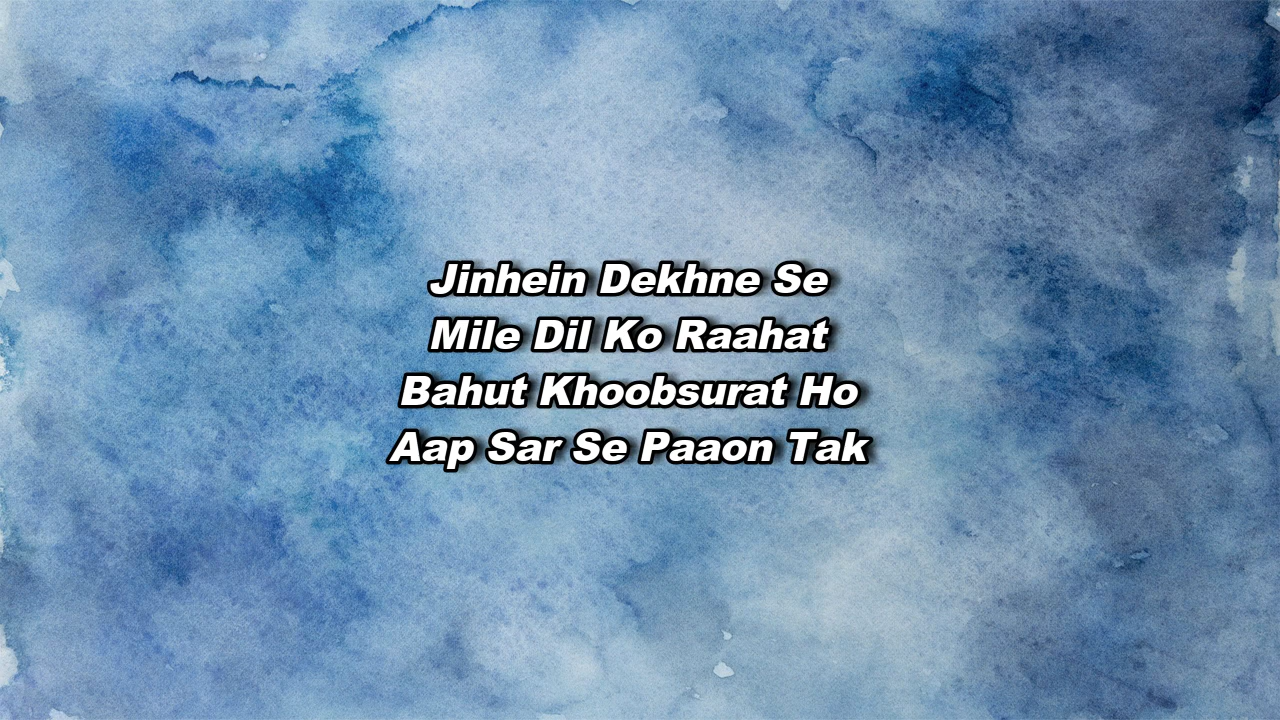 Jinhein Dekhne Se
Mile Dil Ko Raahat
Bahut Khoobsurat Ho
Aap Sar Se Paaon Tak